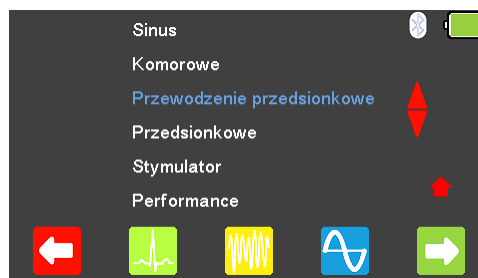 Sinus
Komorowe
Przewodzenie przedsionkowe
Przedsionkowe
Stymulator
Performance